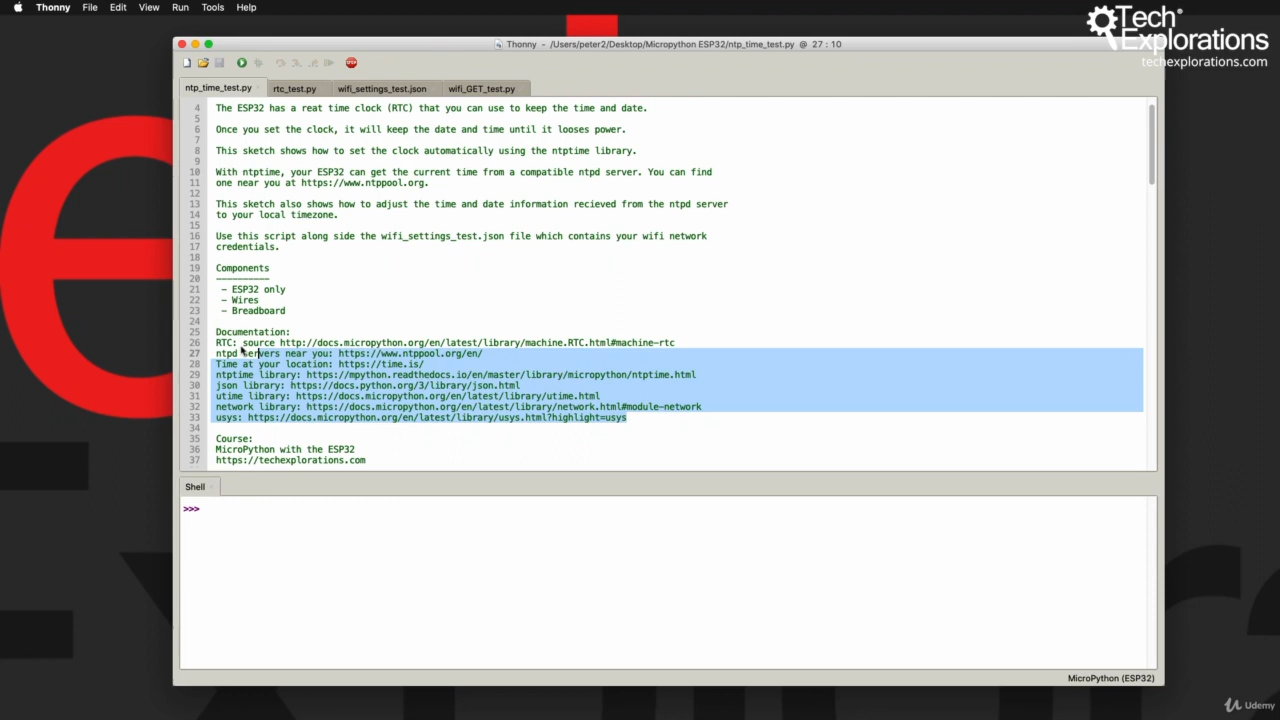 Thonny File Edit View Run Tools Help
Tech
Explorations
techexplorations.com
Thonny - /Users/peter2/Desktop/Micropython ESP32/ntp_time_test.py @ 27 : 10
ntp_time_test.py rtc_test.py wifi_settings_test.json wifi_GET_test.py
4 The ESP32 has a reat time clock (RTC) that you can use to keep the time and date.
5
6 Once you set the clock, it will keep the date and time until it looses power.
7
8 This sketch shows how to set the clock automatically using the ntptime library.
9
10 With ntptime, your ESP32 can get the current time from a compatible ntpd server. You can find
11 one near you at https://www.ntppool.org.
12
13 This sketch also shows how to adjust the time and date information recieved from the ntpd server
14 to your local timezone.
15
16 Use this script along side the wifi_settings_test.json file which contains your wifi network
17 credentials.
18
19 Components
20 ----------
21 - ESP32 only
22 - Wires
23 - Breadboard
24
25 Documentation:
26 RTC: source http://docs.micropython.org/en/latest/library/machine.RTC.html#machine-rtc
27 ntpd servers near you: https://www.ntppool.org/en/
28 Time at your location: https://time.is/
29 ntptime library: https://mpython.readthedocs.io/en/master/library/micropython/ntptime.html
30 json library: https://docs.python.org/3/library/json.html
31 utime library: https://docs.micropython.org/en/latest/library/utime.html
32 network library: https://docs.micropython.org/en/latest/library/network.html#module-network
33 usys: https://docs.micropython.org/en/latest/library/usys.html?highlight=usys
34
35 Course:
36 MicroPython with the ESP32
37 https://techexplorations.com
Shell
>>>
MicroPython (ESP32)
Udemy